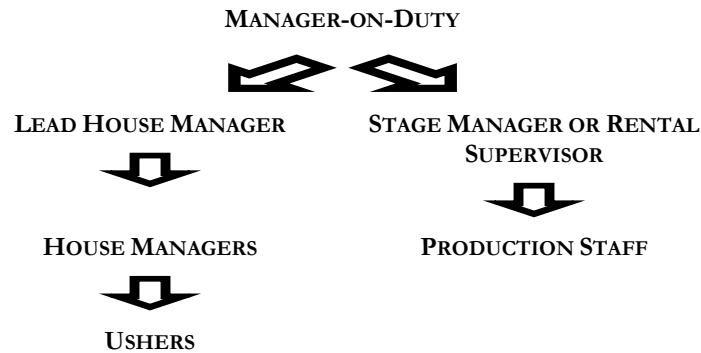 MANAGER-ON-DUTY
LEAD HOUSE MANAGER
STAGE MANAGER OR RENTAL
SUPERVISOR
HOUSE MANAGERS
PRODUCTION STAFF
USHERS